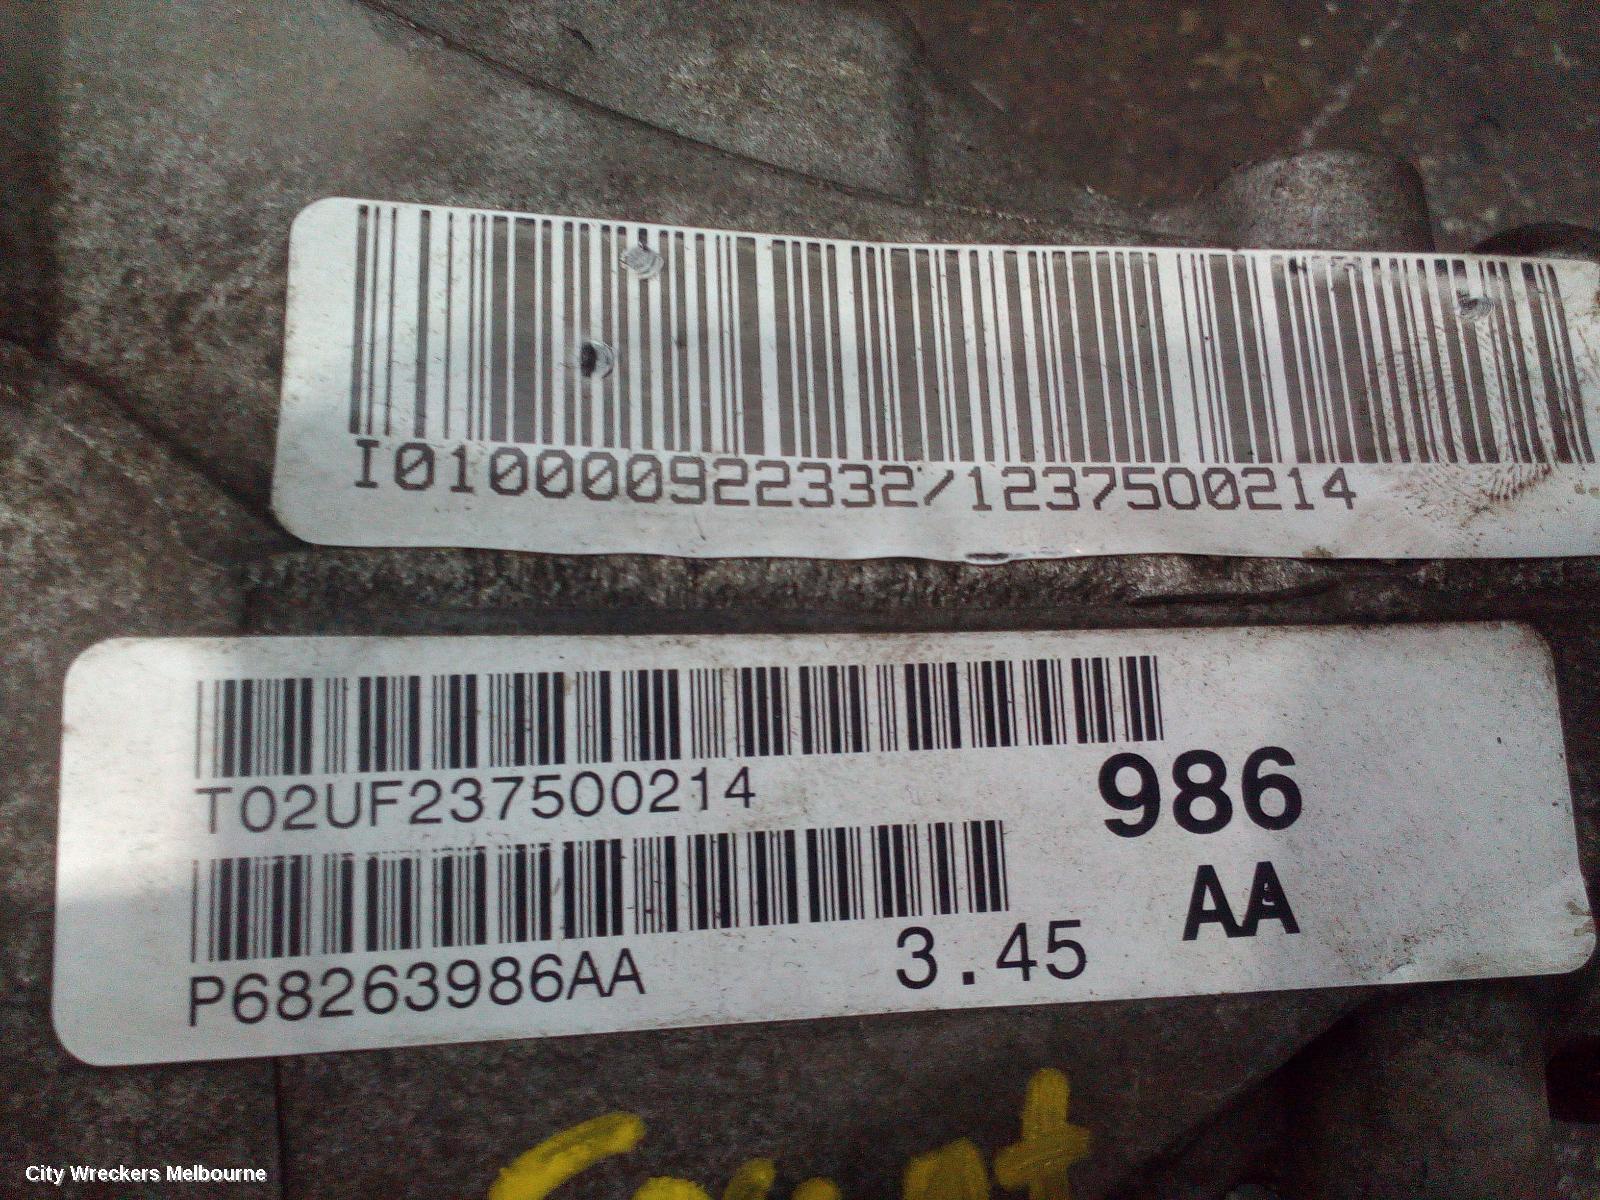 I010000922332/1237500214
T02UF237500214
986
AA
P68263986AA
3.45
City Wreckers Melbourne